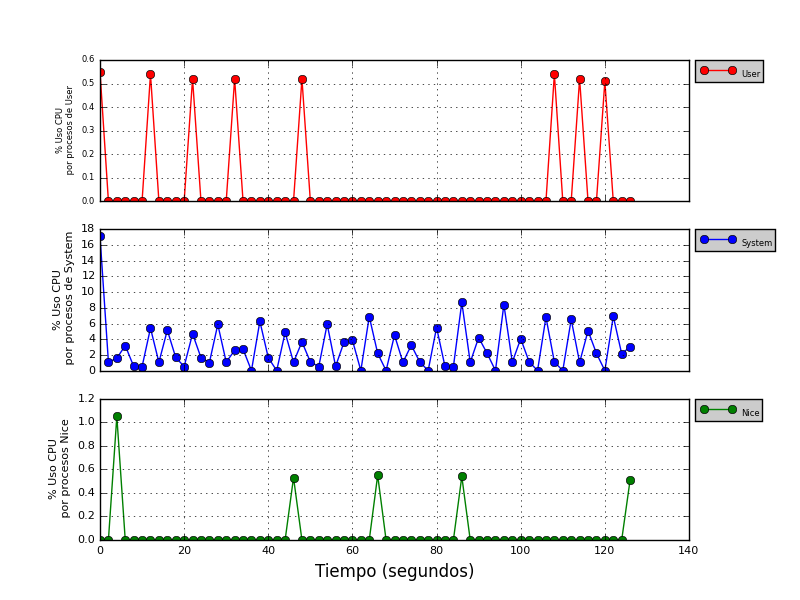 0.6
0.5
0.4
0.3
0.2
0.1
0.0
% Uso CPU
por procesos de User
User
18
16
14
12
10
8
6
4
2
0
% Uso CPU
por procesos de System
System
1.2
1.0
0.8
0.6
0.4
0.2
0.0
% Uso CPU
por procesos Nice
Nice
0 20 40 60 80 100 120 140
Tiempo (segundos)